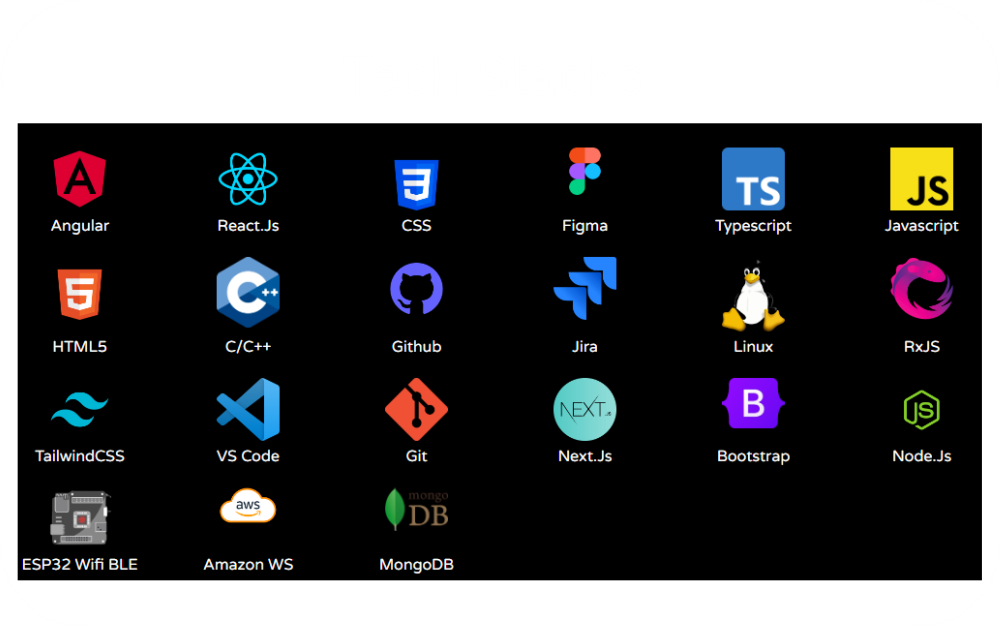 Angular React.Js CSS Figma TS Typescript JS Javascript
HTML5 C++ C/C++ Github Jira Linux RxJS
TailwindCSS VS Code Git NEXT.JS Next.Js B Bootstrap JS Node.Js
ESP32 Wifi BLE aws Amazon WS mongo DB MongoDB